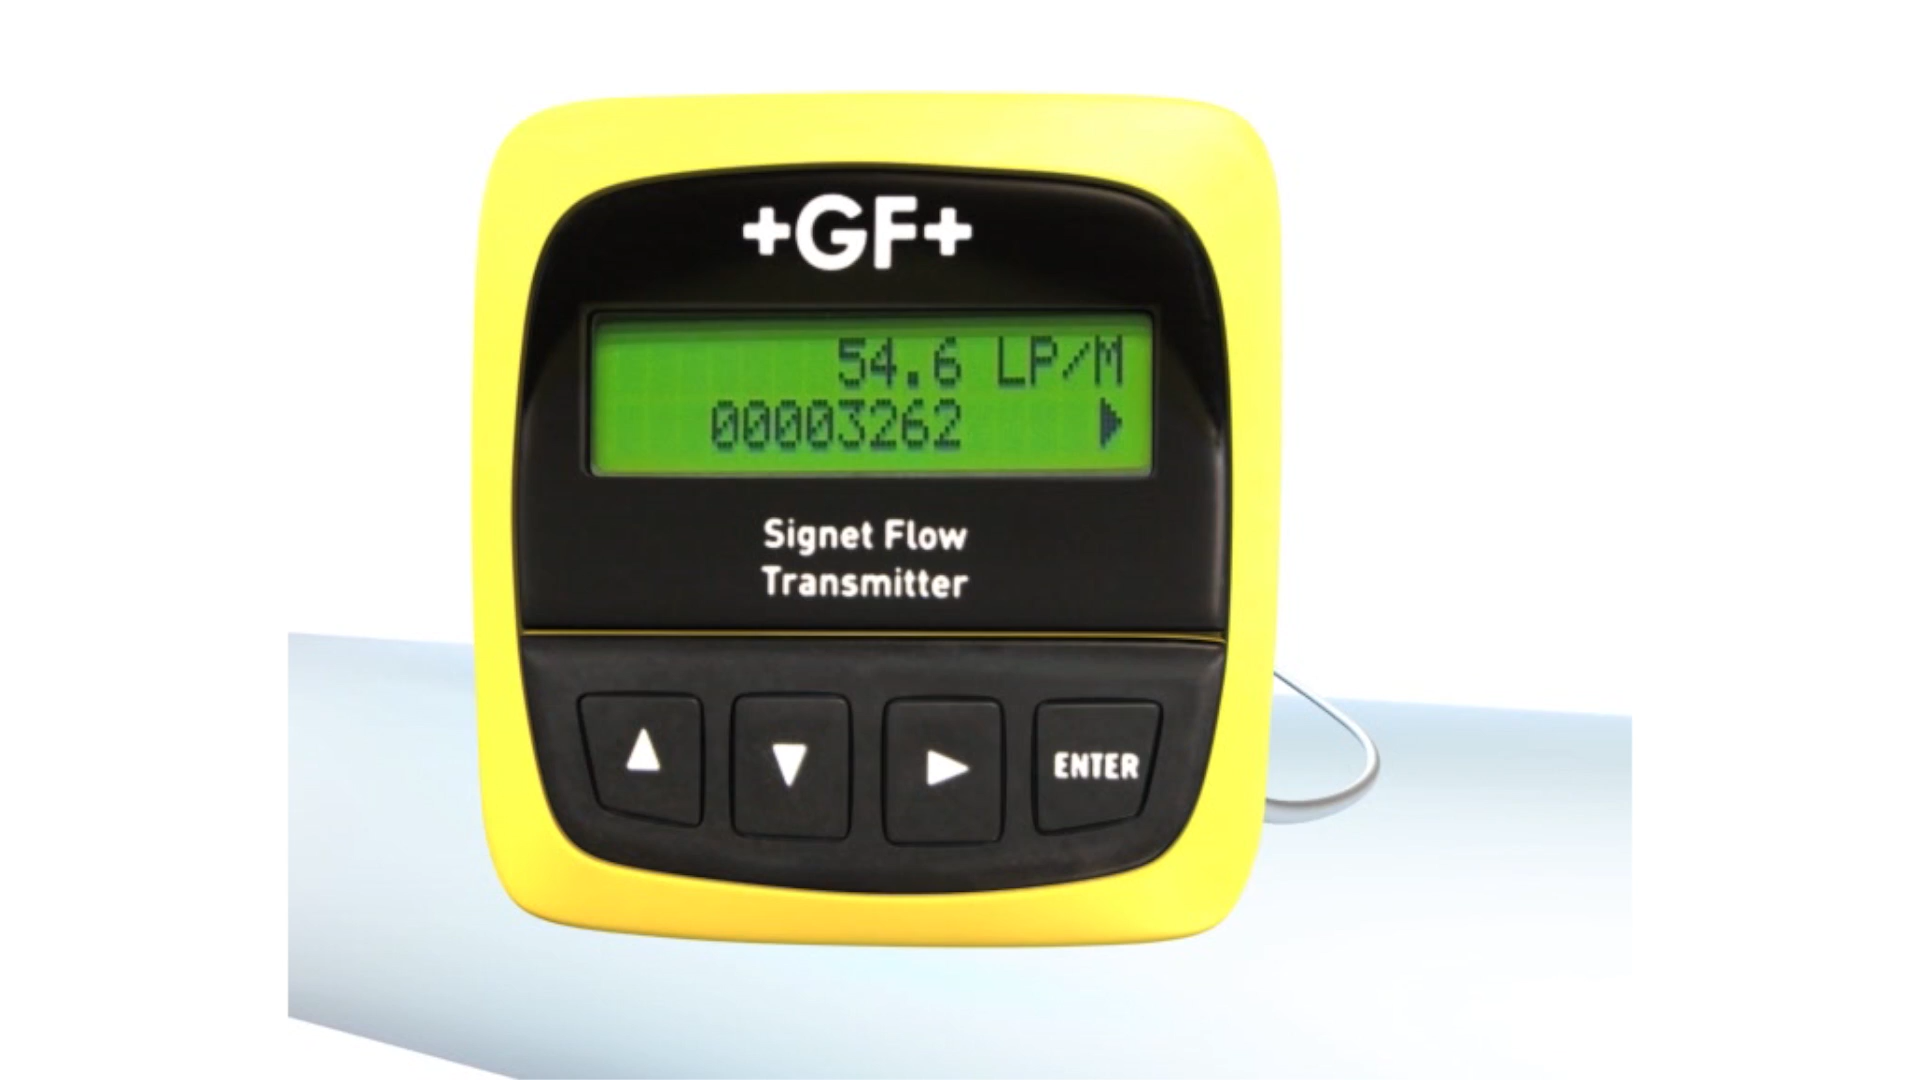 +GF+
54.6 LP/M
00003262
Signet Flow
Transmitter
ENTER